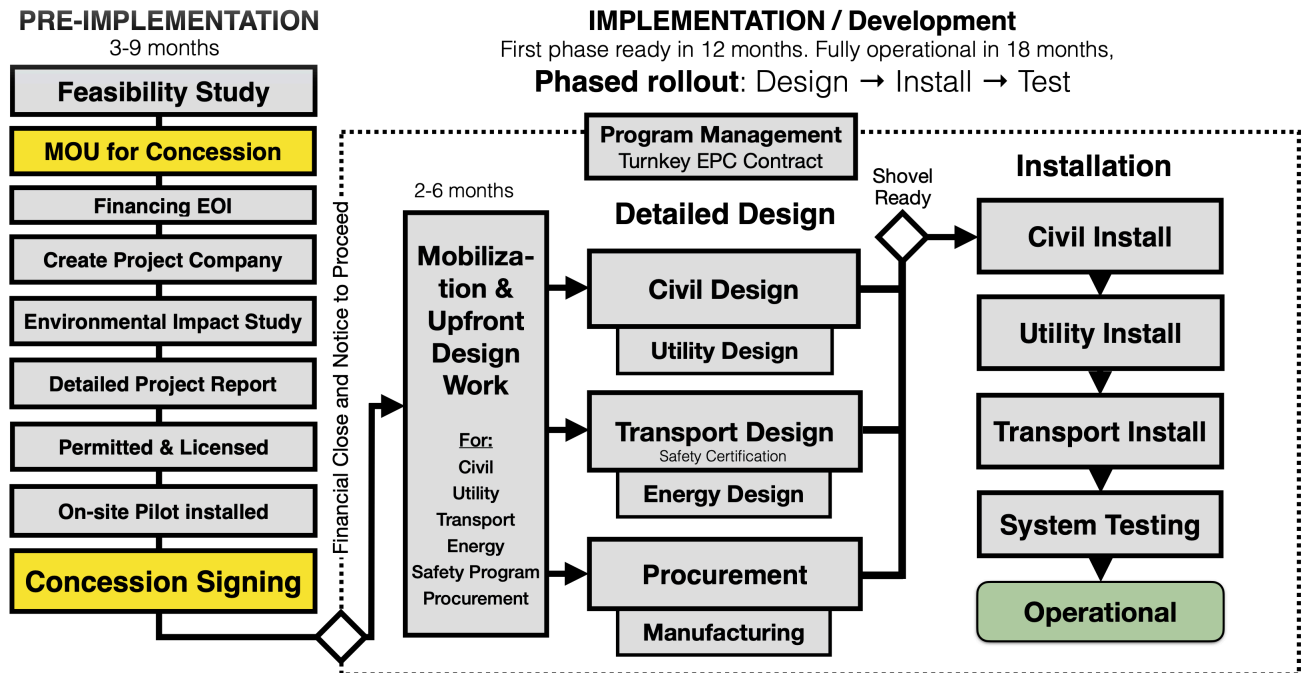 PRE-IMPLEMENTATION
3-9 months
Feasibility Study
MOU for Concession
Financing EOI
Create Project Company
Environmental Impact Study
Detailed Project Report
Permitted & Licensed
On-site Pilot installed
Concession Signing
Financial Close and Notice to Proceed
IMPLEMENTATION / Development
First phase ready in 12 months. Fully operational in 18 months,
Phased rollout: Design → Install → Test
Program Management
Turnkey EPC Contract
2-6 months
Mobiliza-
tion &
Upfront
Design
Work
For:
Civil
Utility
Transport
Energy
Safety Program
Procurement
Detailed Design
Civil Design
Utility Design
Transport Design
Safety Certification
Energy Design
Procurement
Manufacturing
Shovel
Ready
Installation
Civil Install
Utility Install
Transport Install
System Testing
Operational